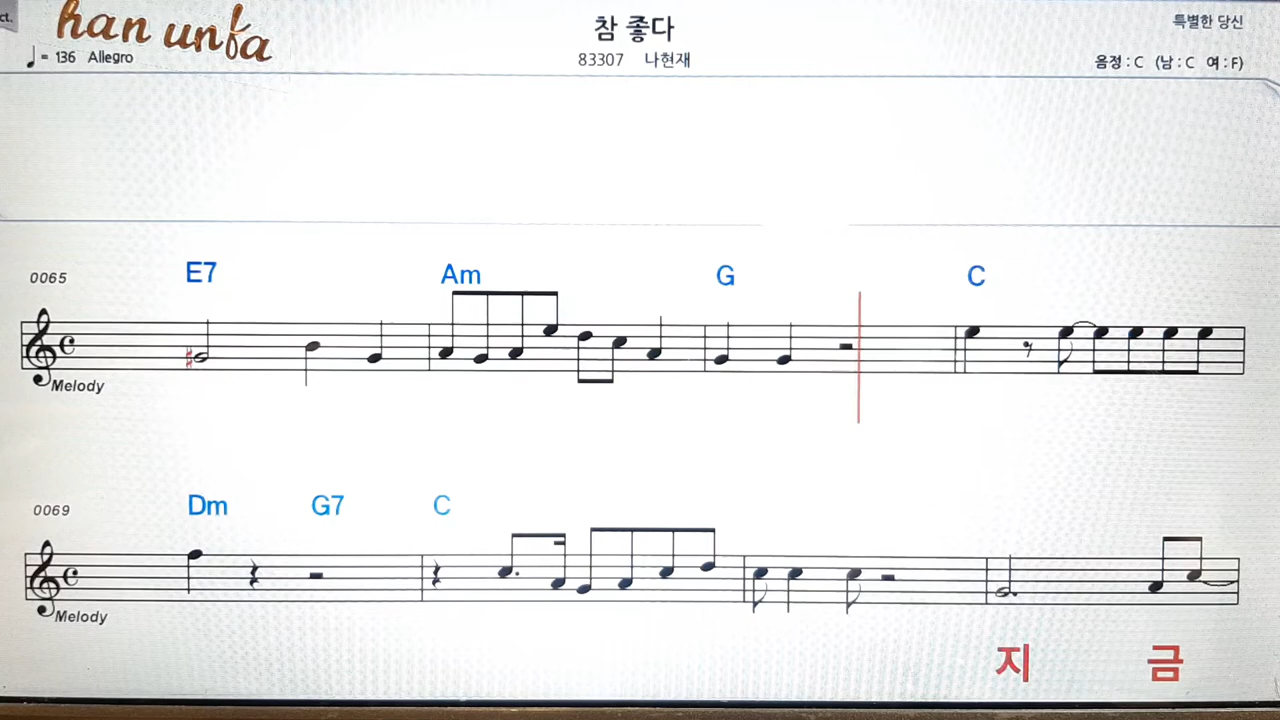 ct.
han unfa
참 좋다
특별한 당신
♩ = 136 Allegro
83307 나현재
음정 : C (남 : C 여 : F)
0065 E7 Am G C
Melody
0069 Dm G7 C
Melody
지 금